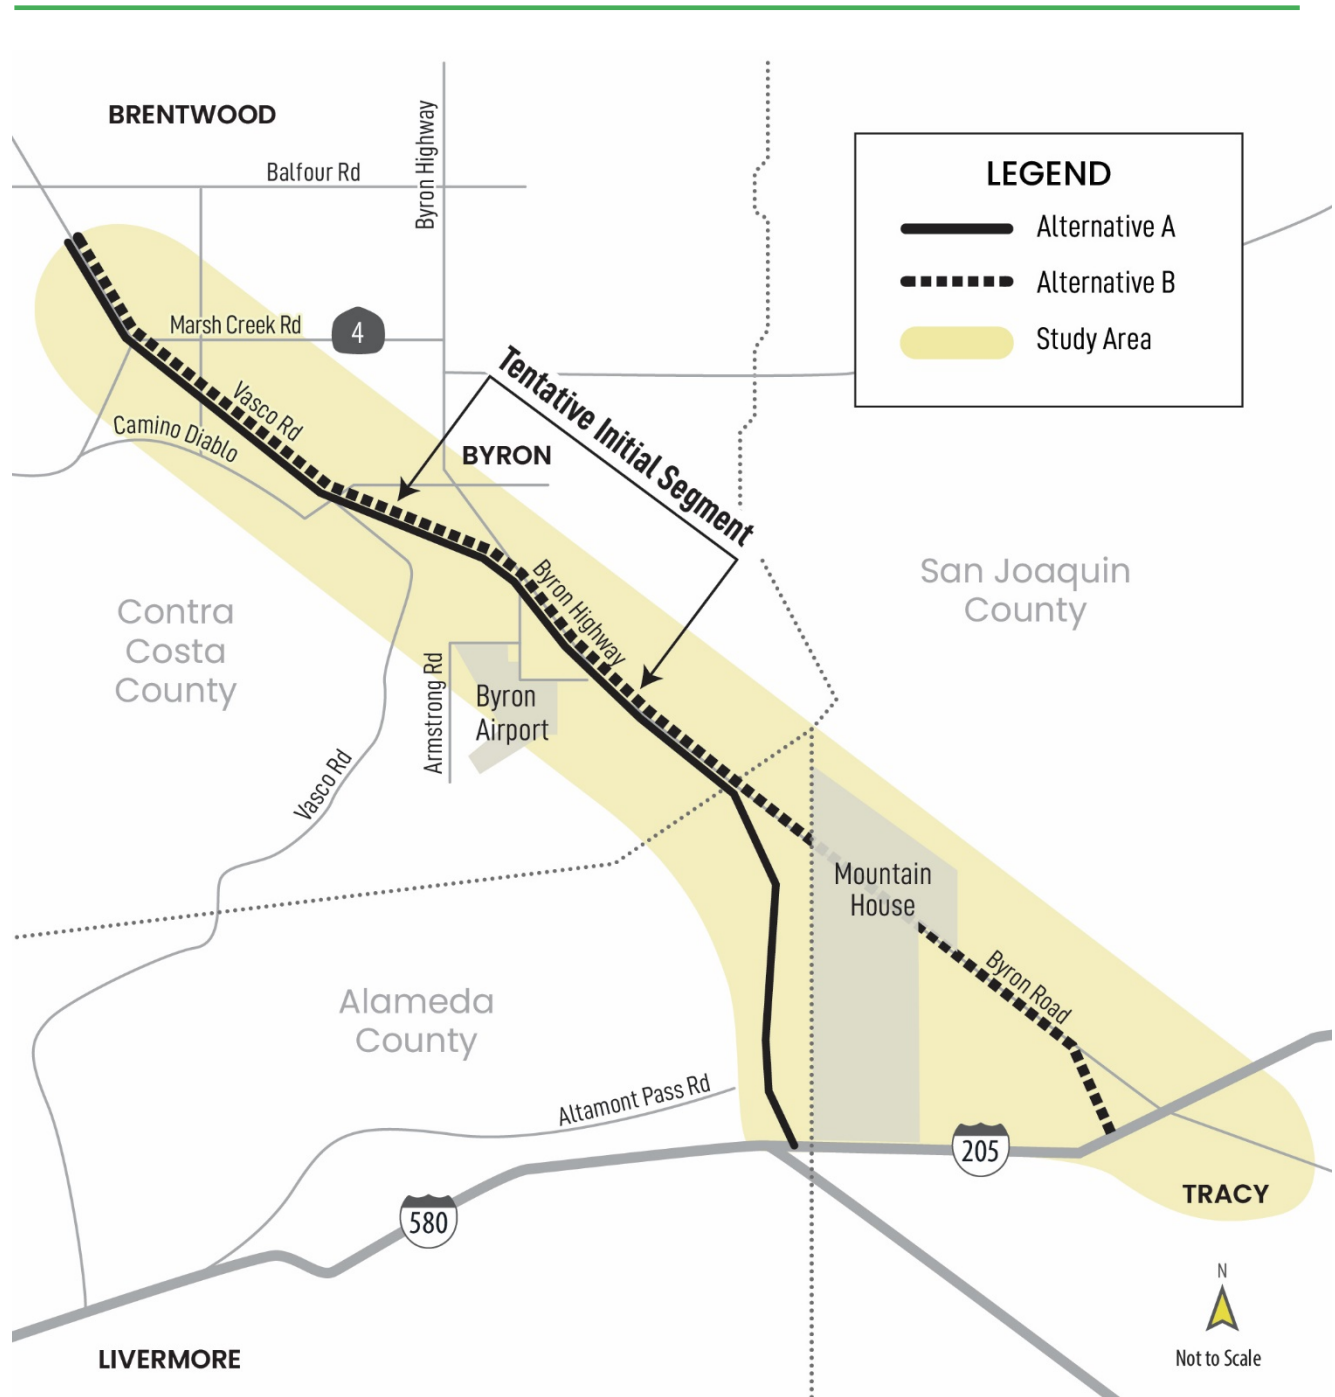 BRENTWOOD
Byron Highway
Balfour Rd
LEGEND
Alternative A
Alternative B
Study Area
Marsh Creek Rd
4
Tentative Initial Segment
Vasco Rd
Camino Diablo
BYRON
Byron Highway
San Joaquin
County
Contra
Costa
County
Armstrong Rd
Byron
Airport
Vasco Rd
Mountain
House
Byron Road
Alameda
County
Altamont Pass Rd
205
580
TRACY
N
Not to Scale
LIVERMORE